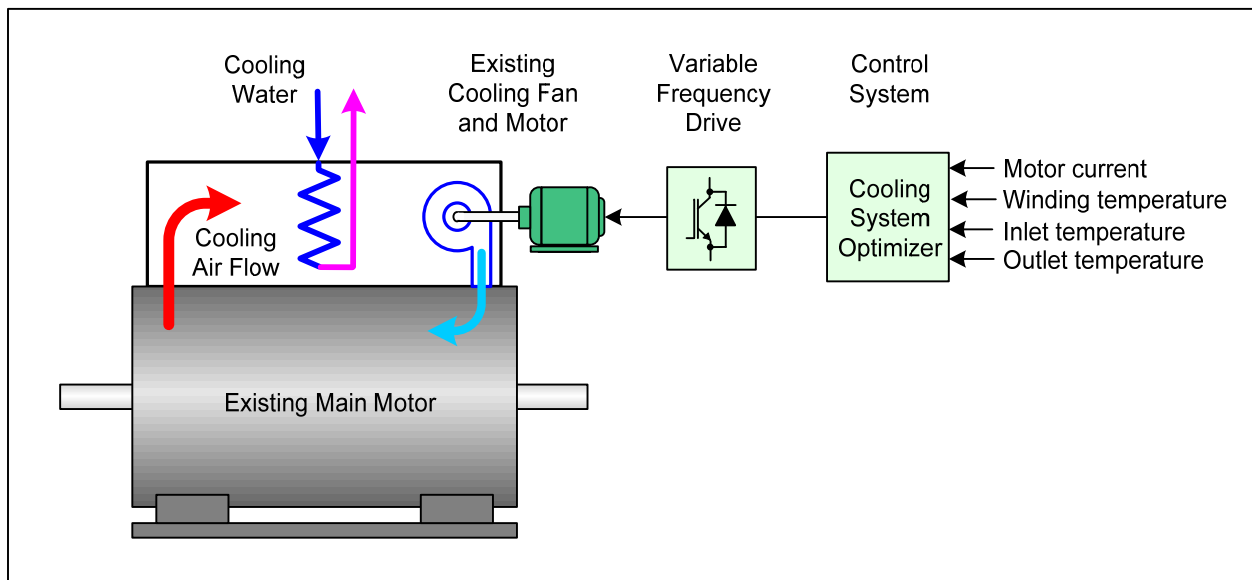 Cooling
Water
Existing
Cooling Fan
and Motor
Variable
Frequency
Drive
Control
System
Cooling
Air Flow
Cooling
System
Optimizer
Motor current
Winding temperature
Inlet temperature
Outlet temperature
Existing Main Motor